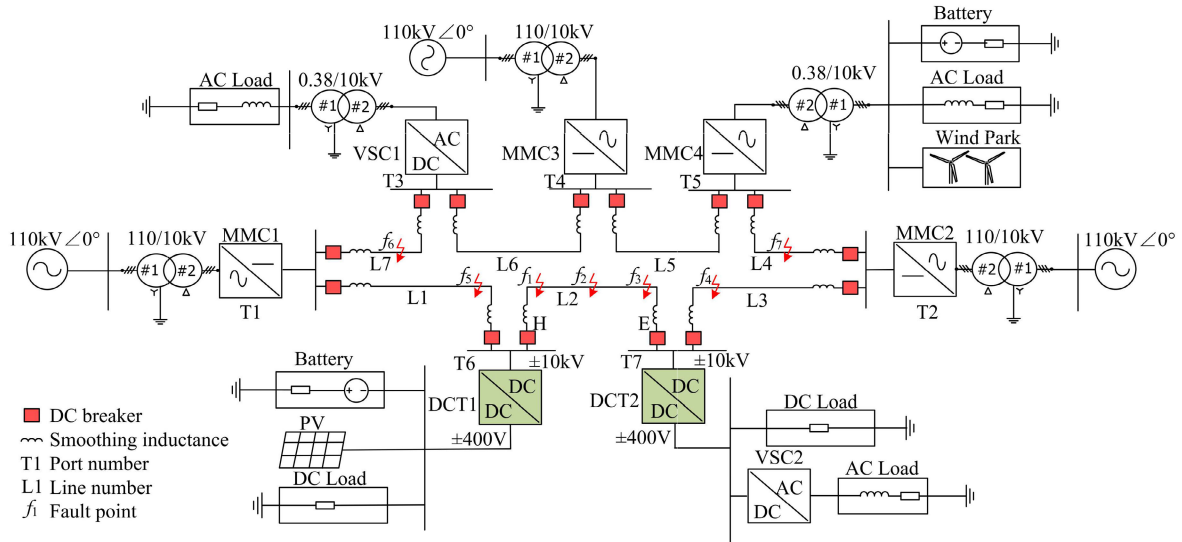 Battery
110kV∠0°
110/10kV
#1
#2
AC Load
0.38/10kV
#1
#2
0.38/10kV
#2
#1
AC Load
VSC1
AC
DC
MMC3
MMC4
Wind Park
T3
T4
T5
110kV∠0°
110/10kV
#1
#2
MMC1
T1
f6
L7
L6
L5
L4
f7
MMC2
T2
110/10kV
#2
#1
110kV∠0°
L1
f5
f1
L2
f2
f3
f4
L3
H
E
T6
±10kV
T7
±10kV
Battery
DCT1
DC
DC
DCT2
DC
DC
±400V
±400V
PV
DC Load
DC Load
VSC2
AC
DC
AC Load
DC breaker
Smoothing inductance
T1 Port number
L1 Line number
f1 Fault point